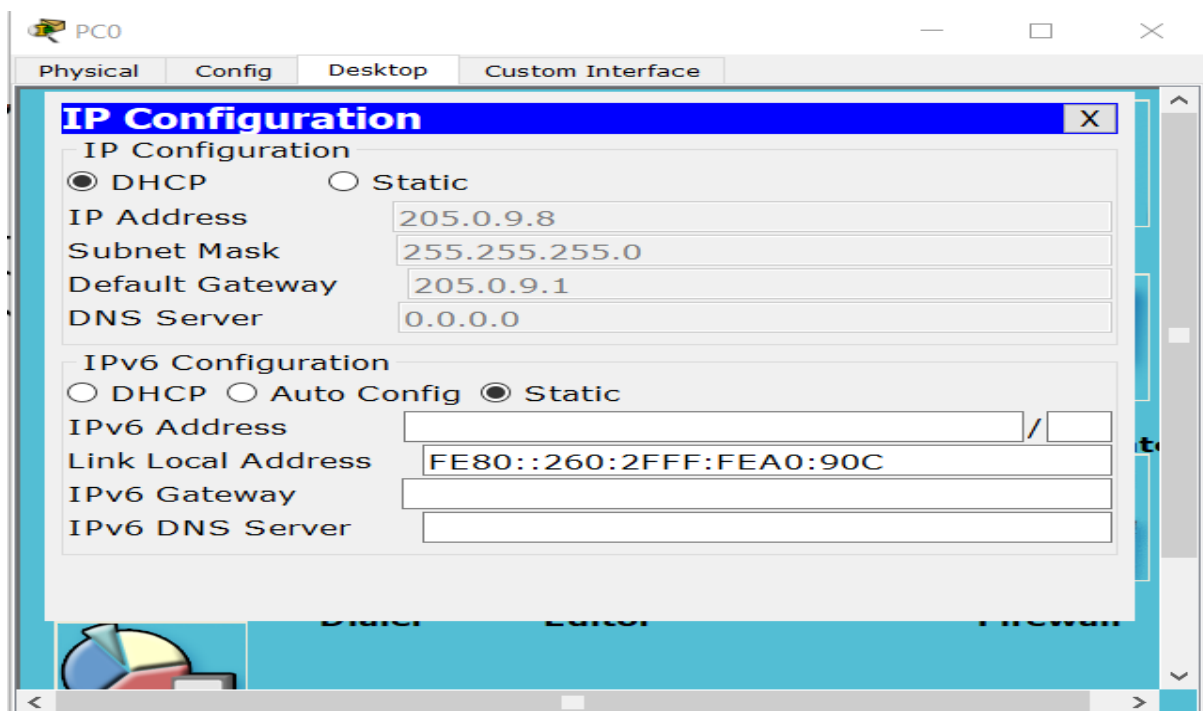 PC0
Physical Config Desktop Custom Interface
IP Configuration X
IP Configuration
DHCP Static
IP Address 205.0.9.8
Subnet Mask 255.255.255.0
Default Gateway 205.0.9.1
DNS Server 0.0.0.0
IPv6 Configuration
DHCP Auto Config Static
IPv6 Address /
Link Local Address FE80::260:2FFF:FEA0:90C
IPv6 Gateway
IPv6 DNS Server
Dialer Editor Firewall